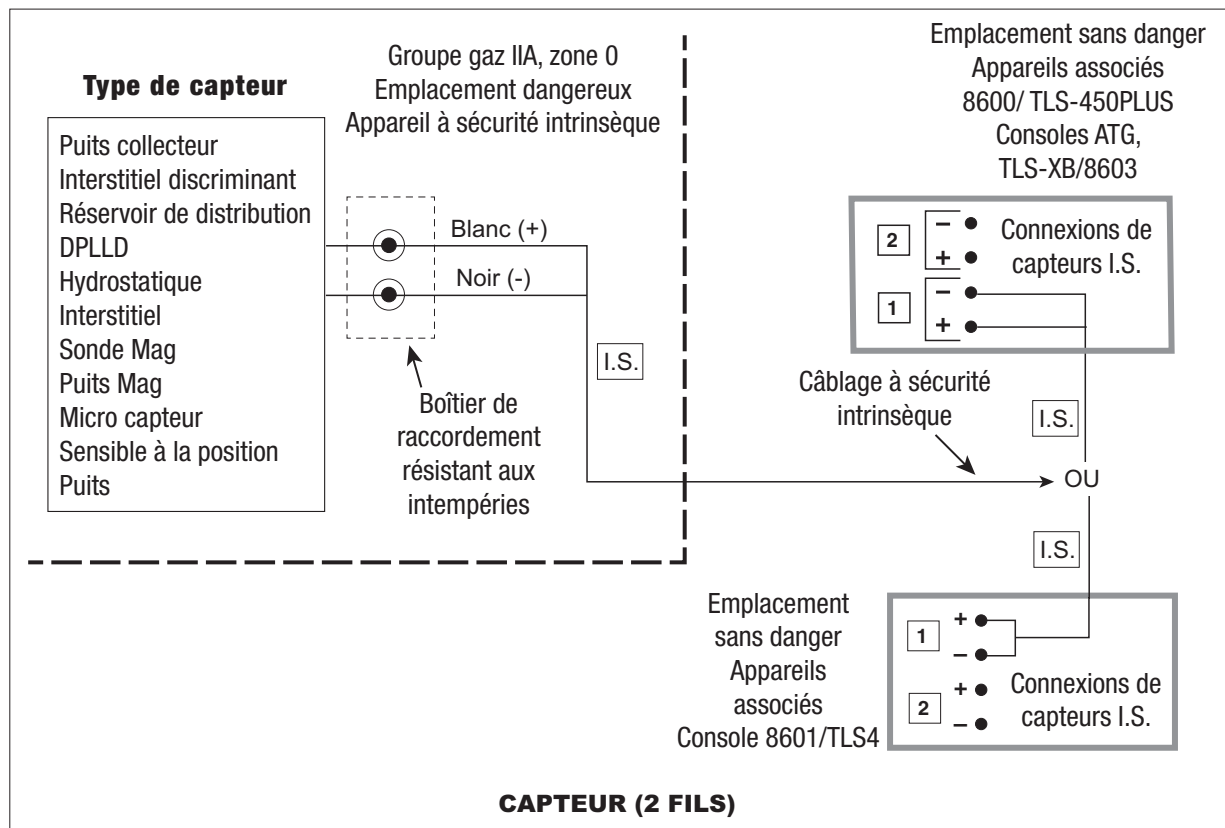 Type de capteur
Puits collecteur
Interstitiel discriminant
Réservoir de distribution
DPLLD
Hydrostatique
Interstitiel
Sonde Mag
Puits Mag
Micro capteur
Sensible à la position
Puits
Groupe gaz IIA, zone 0
Emplacement dangereux
Appareil à sécurité intrinsèque
Blanc (+)
Noir (-)
I.S.
Boîtier de
raccordement
résistant aux
intempéries
Emplacement sans danger
Appareils associés
8600/ TLS-450PLUS
Consoles ATG,
TLS-XB/8603
2
–
+
1
–
+
Connexions de
capteurs I.S.
Câblage à sécurité
intrinsèque
I.S.
OU
I.S.
Emplacement
sans danger
Appareils
associés
Console 8601/TLS4
1
+
–
2
+
–
Connexions de
capteurs I.S.
CAPTEUR (2 FILS)